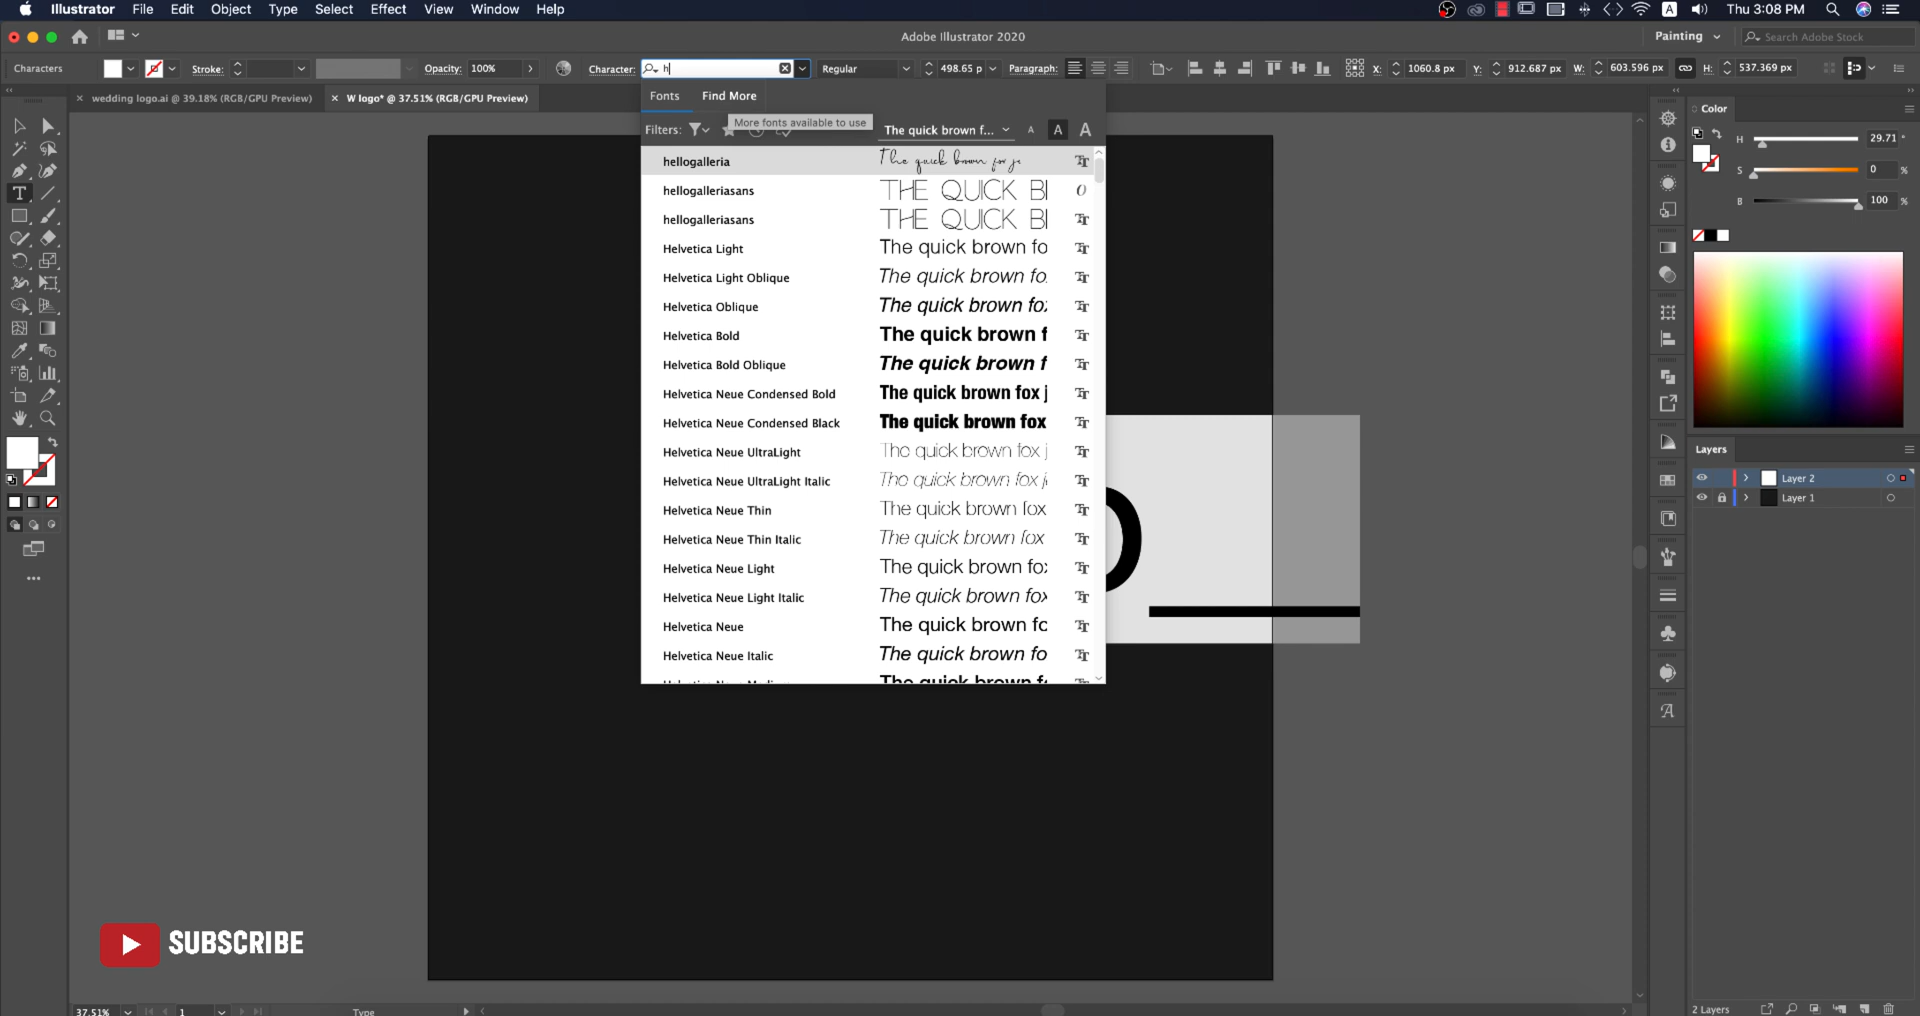 Illustrator File Edit Object Type Select Effect View Window Help
A Thu 3:08 PM
Adobe Illustrator 2020
Painting
Search Adobe Stock
Characters Stroke: Opacity: 100% Character: h Regular 498.65 p Paragraph: X: 1060.8 px Y: 912.687 px W: 603.596 px H: 537.369 px
× wedding logo.ai @ 39.18% (RGB/GPU Preview) × W logo* @ 37.51% (RGB/GPU Preview)
Fonts Find More
More fonts available to use
Filters: The quick brown f... A A A
hellogalleria The quick brown fox ju
hellogalleriasans THE QUICK B
hellogalleriasans THE QUICK B
Helvetica Light The quick brown fo
Helvetica Light Oblique The quick brown fo
Helvetica Oblique The quick brown fox
Helvetica Bold The quick brown f
Helvetica Bold Oblique The quick brown f
Helvetica Neue Condensed Bold The quick brown fox j
Helvetica Neue Condensed Black The quick brown fox
Helvetica Neue UltraLight The quick brown fox j
Helvetica Neue UltraLight Italic The quick brown fox ju
Helvetica Neue Thin The quick brown fox
Helvetica Neue Thin Italic The quick brown fox
Helvetica Neue Light The quick brown fox
Helvetica Neue Light Italic The quick brown fox
Helvetica Neue The quick brown fo
Helvetica Neue Italic The quick brown fo
Color
H 29.71 °
S 0 %
B 100 %
Layers
Layer 2
Layer 1
SUBSCRIBE
37.51% 1 Type
2 Layers